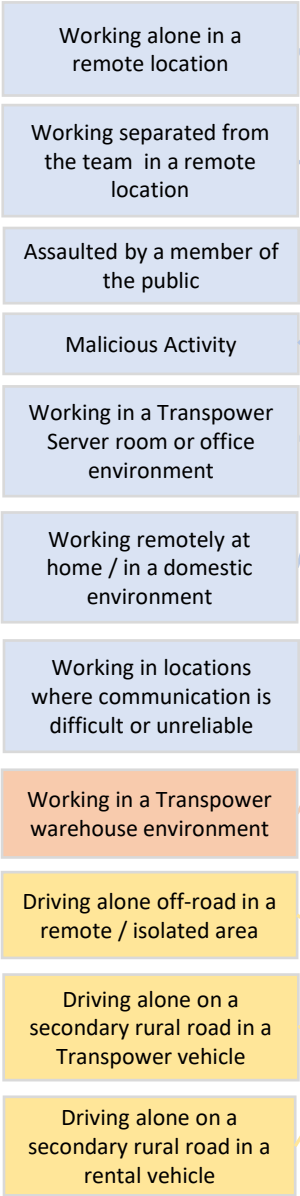 Working alone in a
remote location
Working separated from
the team in a remote
location
Assaulted by a member of
the public
Malicious Activity
Working in a Transpower
Server room or office
environment
Working remotely at
home / in a domestic
environment
Working in locations
where communication is
difficult or unreliable
Working in a Transpower
warehouse environment
Driving alone off-road in a
remote / isolated area
Driving alone on a
secondary rural road in a
Transpower vehicle
Driving alone on a
secondary rural road in a
rental vehicle